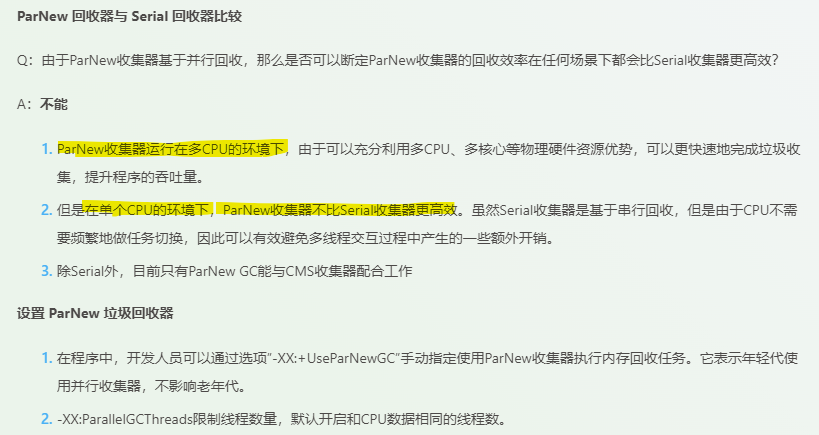 ParNew 回收器与 Serial 回收器比较
Q：由于ParNew收集器基于并行回收，那么是否可以断定ParNew收集器的回收效率在任何场景下都会比Serial收集器更高效？
A：不能
1. ParNew收集器运行在多CPU的环境下，由于可以充分利用多CPU、多核心等物理硬件资源优势，可以更快速地完成垃圾收
集，提升程序的吞吐量。
2. 但是在单个CPU的环境下，ParNew收集器不比Serial收集器更高效。虽然Serial收集器是基于串行回收，但是由于CPU不需
要频繁地做任务切换，因此可以有效避免多线程交互过程中产生的一些额外开销。
3. 除Serial外，目前只有ParNew GC能与CMS收集器配合工作
设置 ParNew 垃圾回收器
1. 在程序中，开发人员可以通过选项"-XX:+UseParNewGC"手动指定使用ParNew收集器执行内存回收任务。它表示年轻代使
用并行收集器，不影响老年代。
2. -XX:ParallelGCThreads限制线程数量，默认开启和CPU数据相同的线程数。